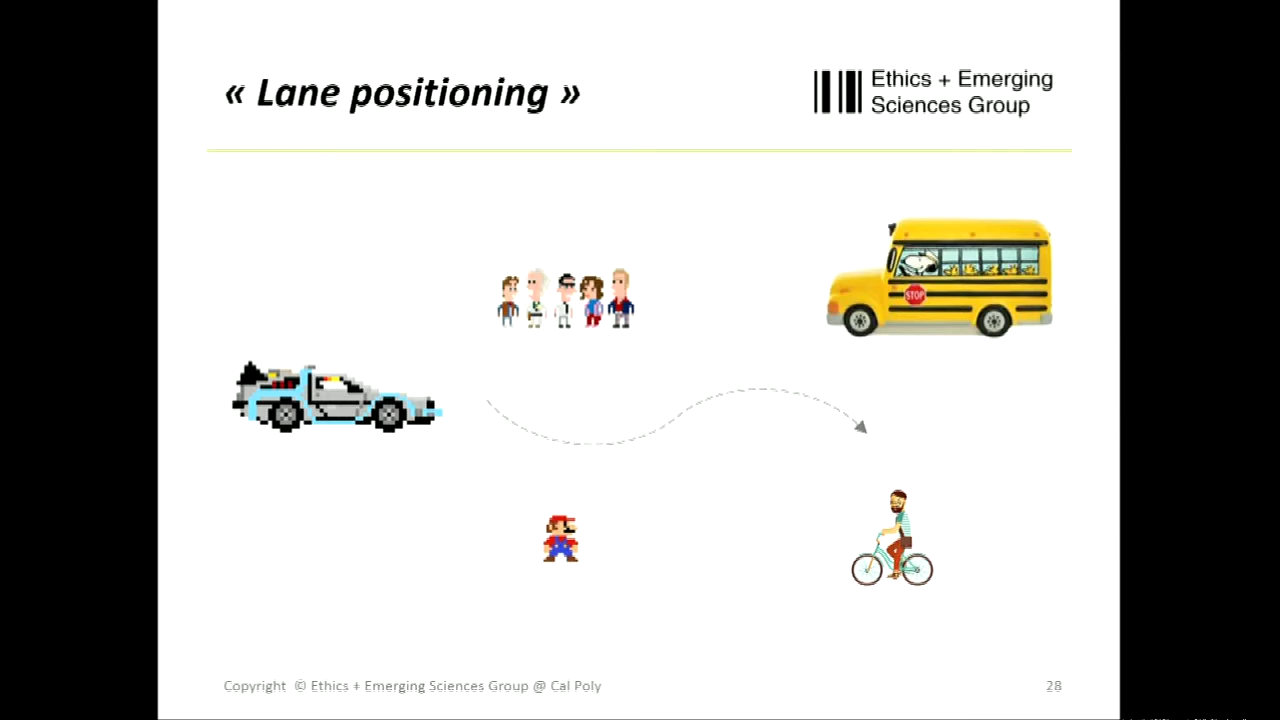 « Lane positioning »
Ethics + Emerging
Sciences Group
STOP
Copyright © Ethics + Emerging Sciences Group @ Cal Poly
28